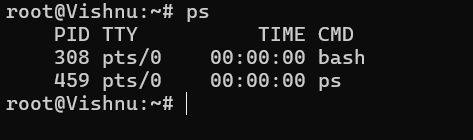 root@Vishnu:~# ps
    PID TTY          TIME CMD
    308 pts/0    00:00:00 bash
    459 pts/0    00:00:00 ps
root@Vishnu:~#